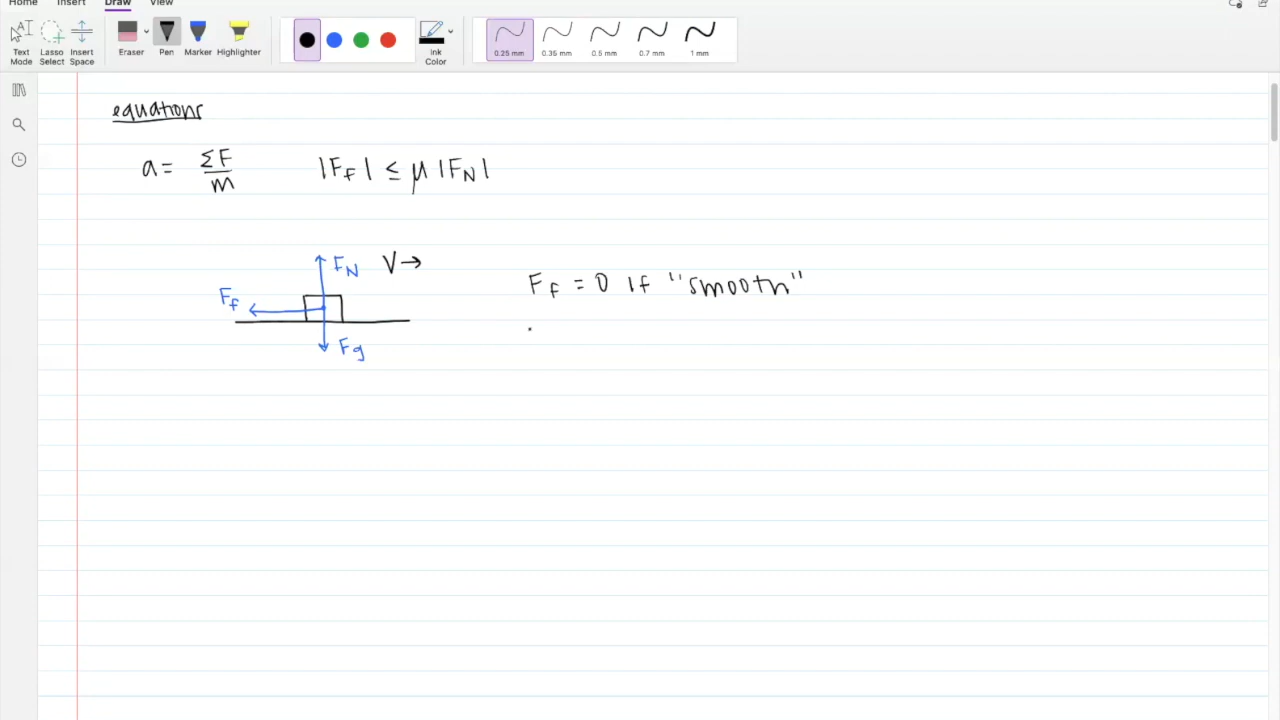 Home Insert Draw View
Text Mode Lasso Select Insert Space Eraser Pen Marker Highlighter Ink Color 0.25 mm 0.35 mm 0.5 mm 0.7 mm 1 mm
equations
a = ΣF/m |Ff| ≤ μ|FN|
FN V→
Ff
Ff = 0 if "smooth"
Fg